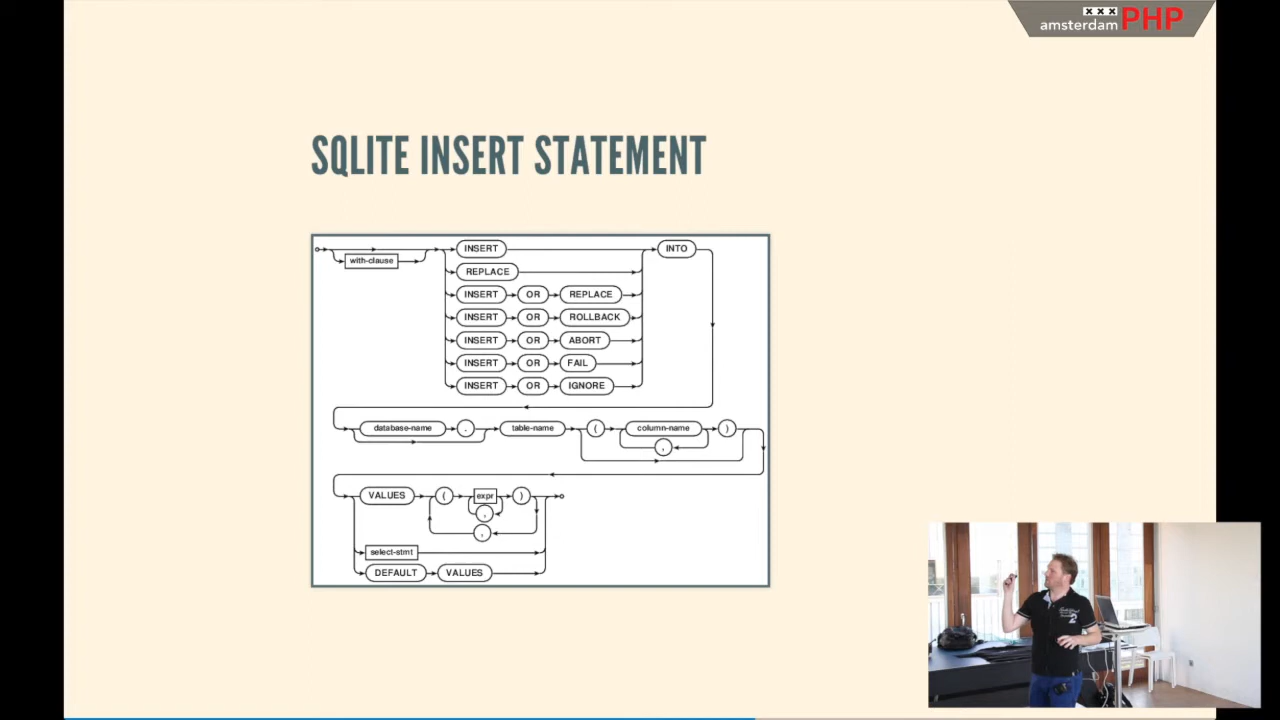 xxx
amsterdamPHP
SQLITE INSERT STATEMENT
INSERT INTO
with-clause
REPLACE
INSERT OR REPLACE
INSERT OR ROLLBACK
INSERT OR ABORT
INSERT OR FAIL
INSERT OR IGNORE
database-name . table-name ( column-name )
,
VALUES ( expr )
,
,
select-stmt
DEFAULT VALUES